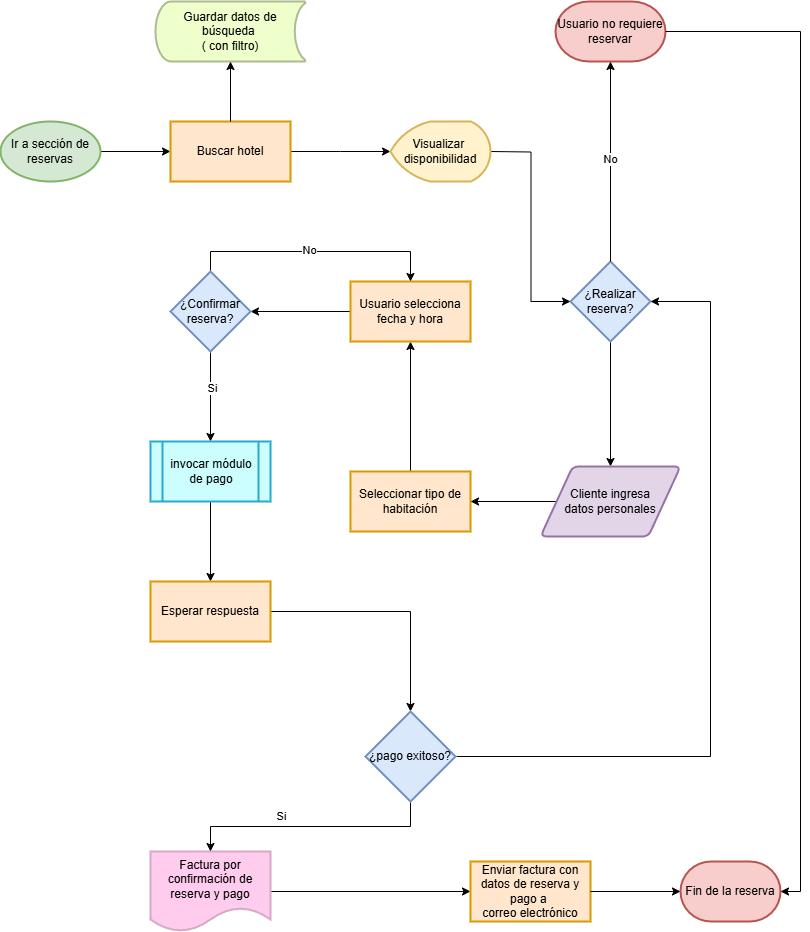 Guardar datos de
búsqueda
( con filtro)
Usuario no requiere
reservar
Ir a sección de
reservas
Buscar hotel
Visualizar
disponibilidad
No
No
¿Confirmar
reserva?
Usuario selecciona
fecha y hora
¿Realizar
reserva?
Si
invocar módulo
de pago
Seleccionar tipo de
habitación
Cliente ingresa
datos personales
Esperar respuesta
¿pago exitoso?
Si
Factura por
confirmación de
reserva y pago
Enviar factura con
datos de reserva y
pago a
correo electrónico
Fin de la reserva